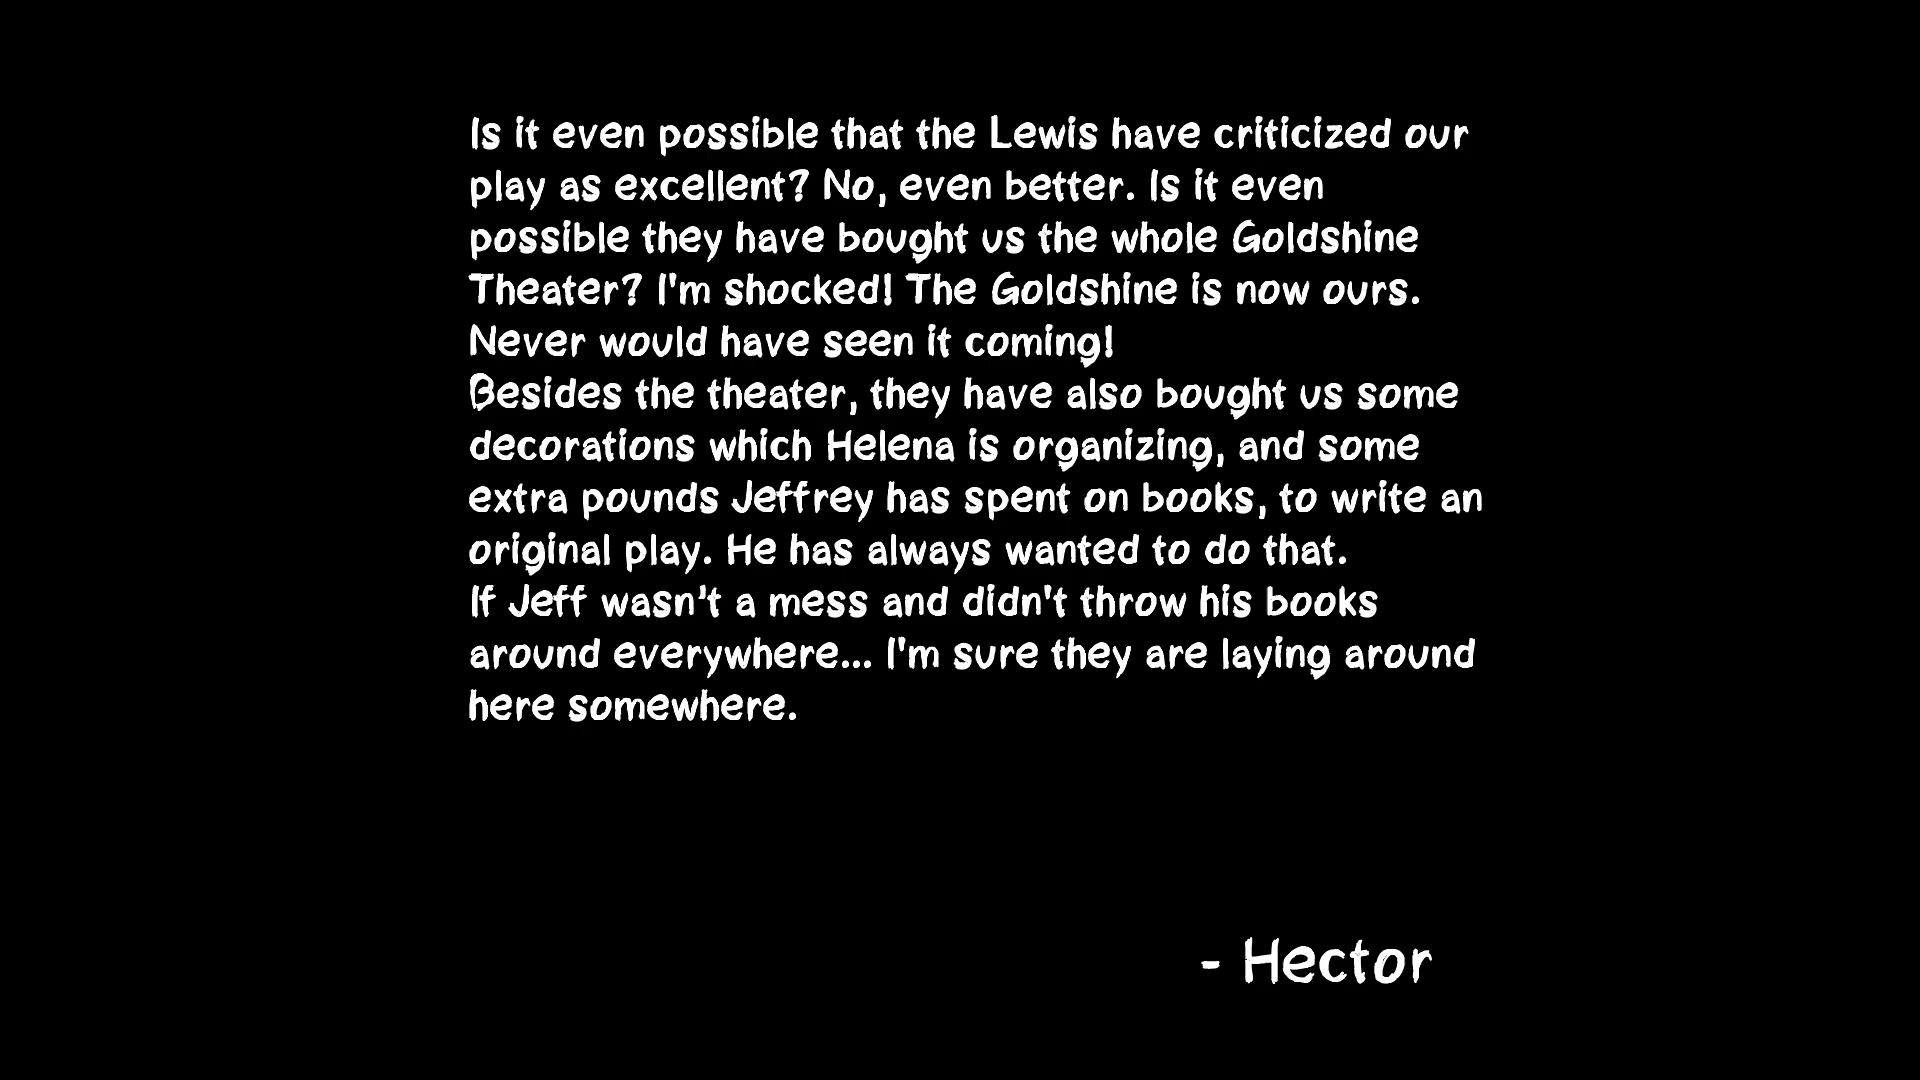 Is it even possible that the Lewis have criticized our
play as excellent? No, even better. Is it even
possible they have bought us the whole Goldshine
Theater? I'm shocked! The Goldshine is now ours.
Never would have seen it coming!
Besides the theater, they have also bought us some
decorations which Helena is organizing, and some
extra pounds Jeffrey has spent on books, to write an
original play. He has always wanted to do that.
If Jeff wasn't a mess and didn't throw his books
around everywhere... I'm sure they are laying around
here somewhere.
- Hector